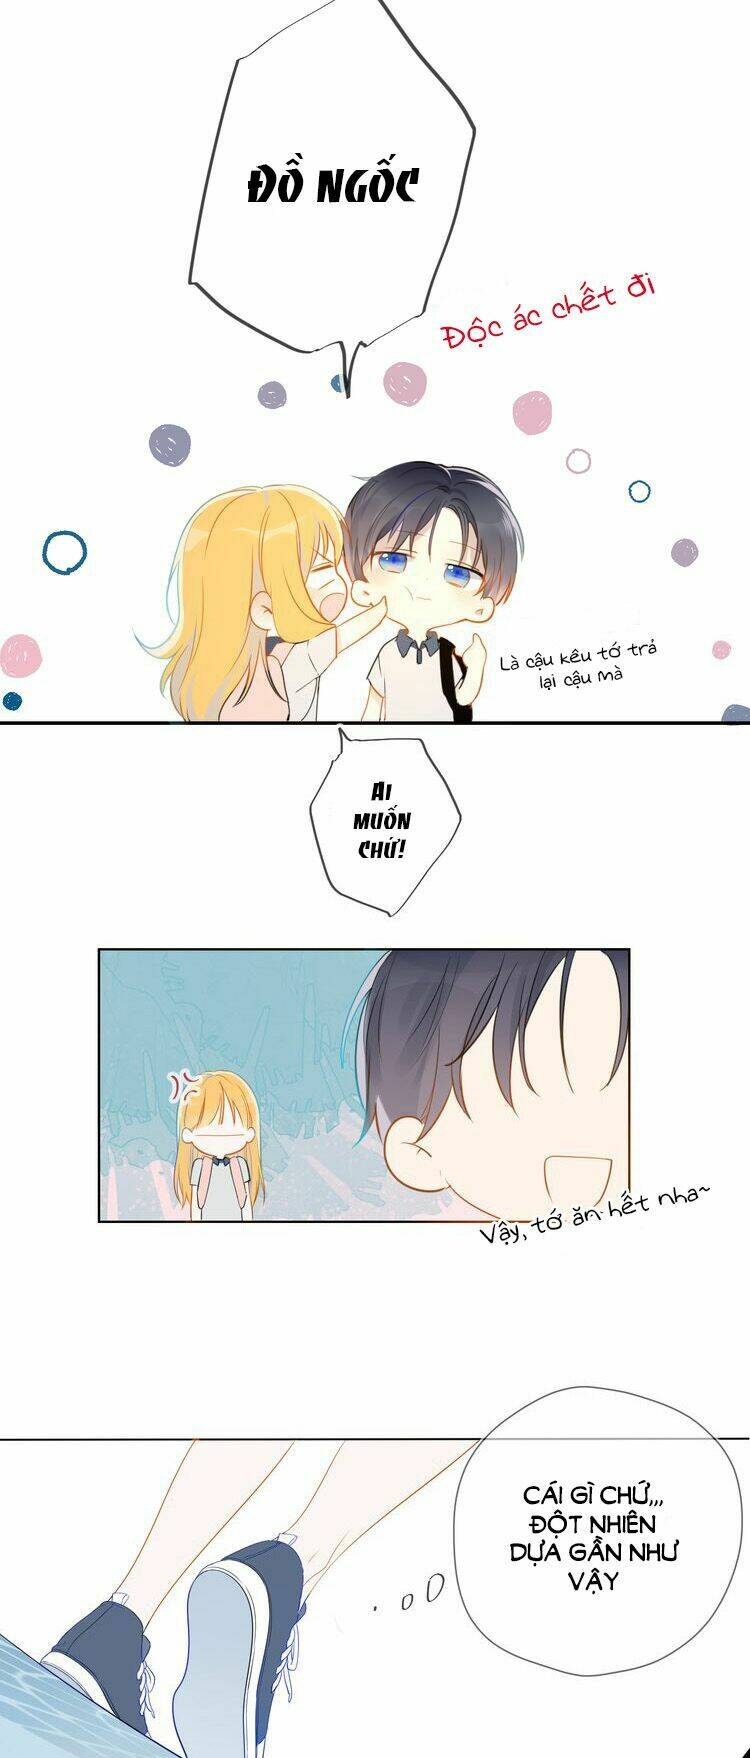 ĐỒ NGỐC
Độc ác chết đi
Là cậu kêu tớ trả
lại cậu mà
AI
MUỐN
CHỨ!
Vậy, tớ ăn hết nha~
CÁI GÌ CHỨ,,,
ĐỘT NHIÊN
DỰA GẦN NHƯ
VẬY